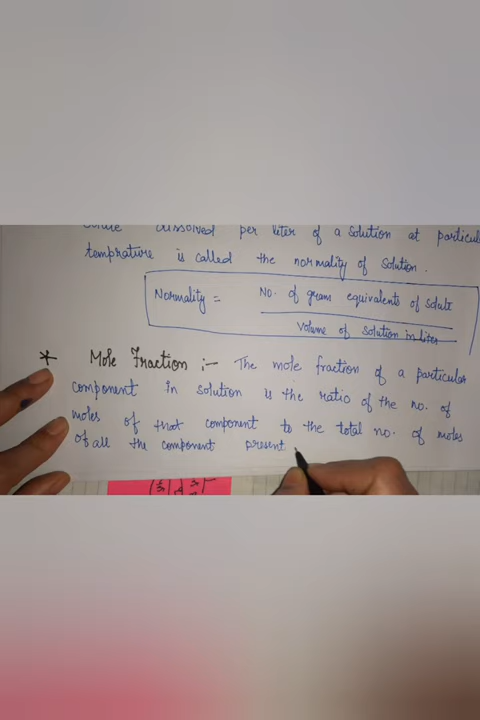 solute dissolved per liter of a solution at particul
temprature is called the normality of solution.
Normality = No. of gram equivalents of solute
Volume of solution in liter
* Mole Fraction :- The mole fraction of a particular
component in solution is the ratio of the no. of
moles of that component to the total no. of moles
of all the component present